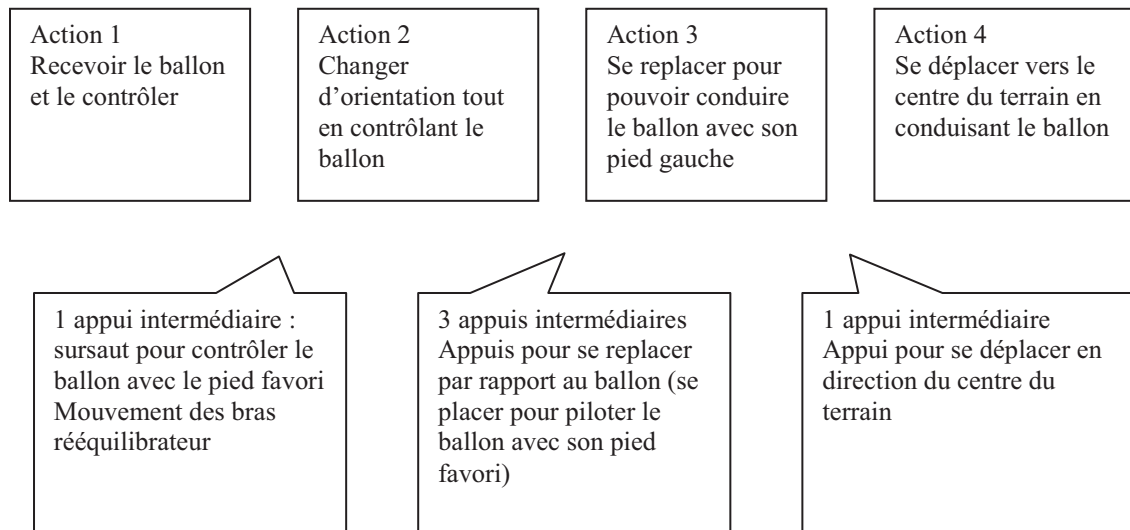 Action 1
Recevoir le ballon
et le contrôler
Action 2
Changer
d’orientation tout
en contrôlant le
ballon
Action 3
Se replacer pour
pouvoir conduire
le ballon avec son
pied gauche
Action 4
Se déplacer vers le
centre du terrain en
conduisant le ballon
1 appui intermédiaire :
sursaut pour contrôler le
ballon avec le pied favori
Mouvement des bras
rééquilibrateur
3 appuis intermédiaires
Appuis pour se replacer
par rapport au ballon (se
placer pour piloter le
ballon avec son pied
favori)
1 appui intermédiaire
Appui pour se déplacer en
direction du centre du
terrain